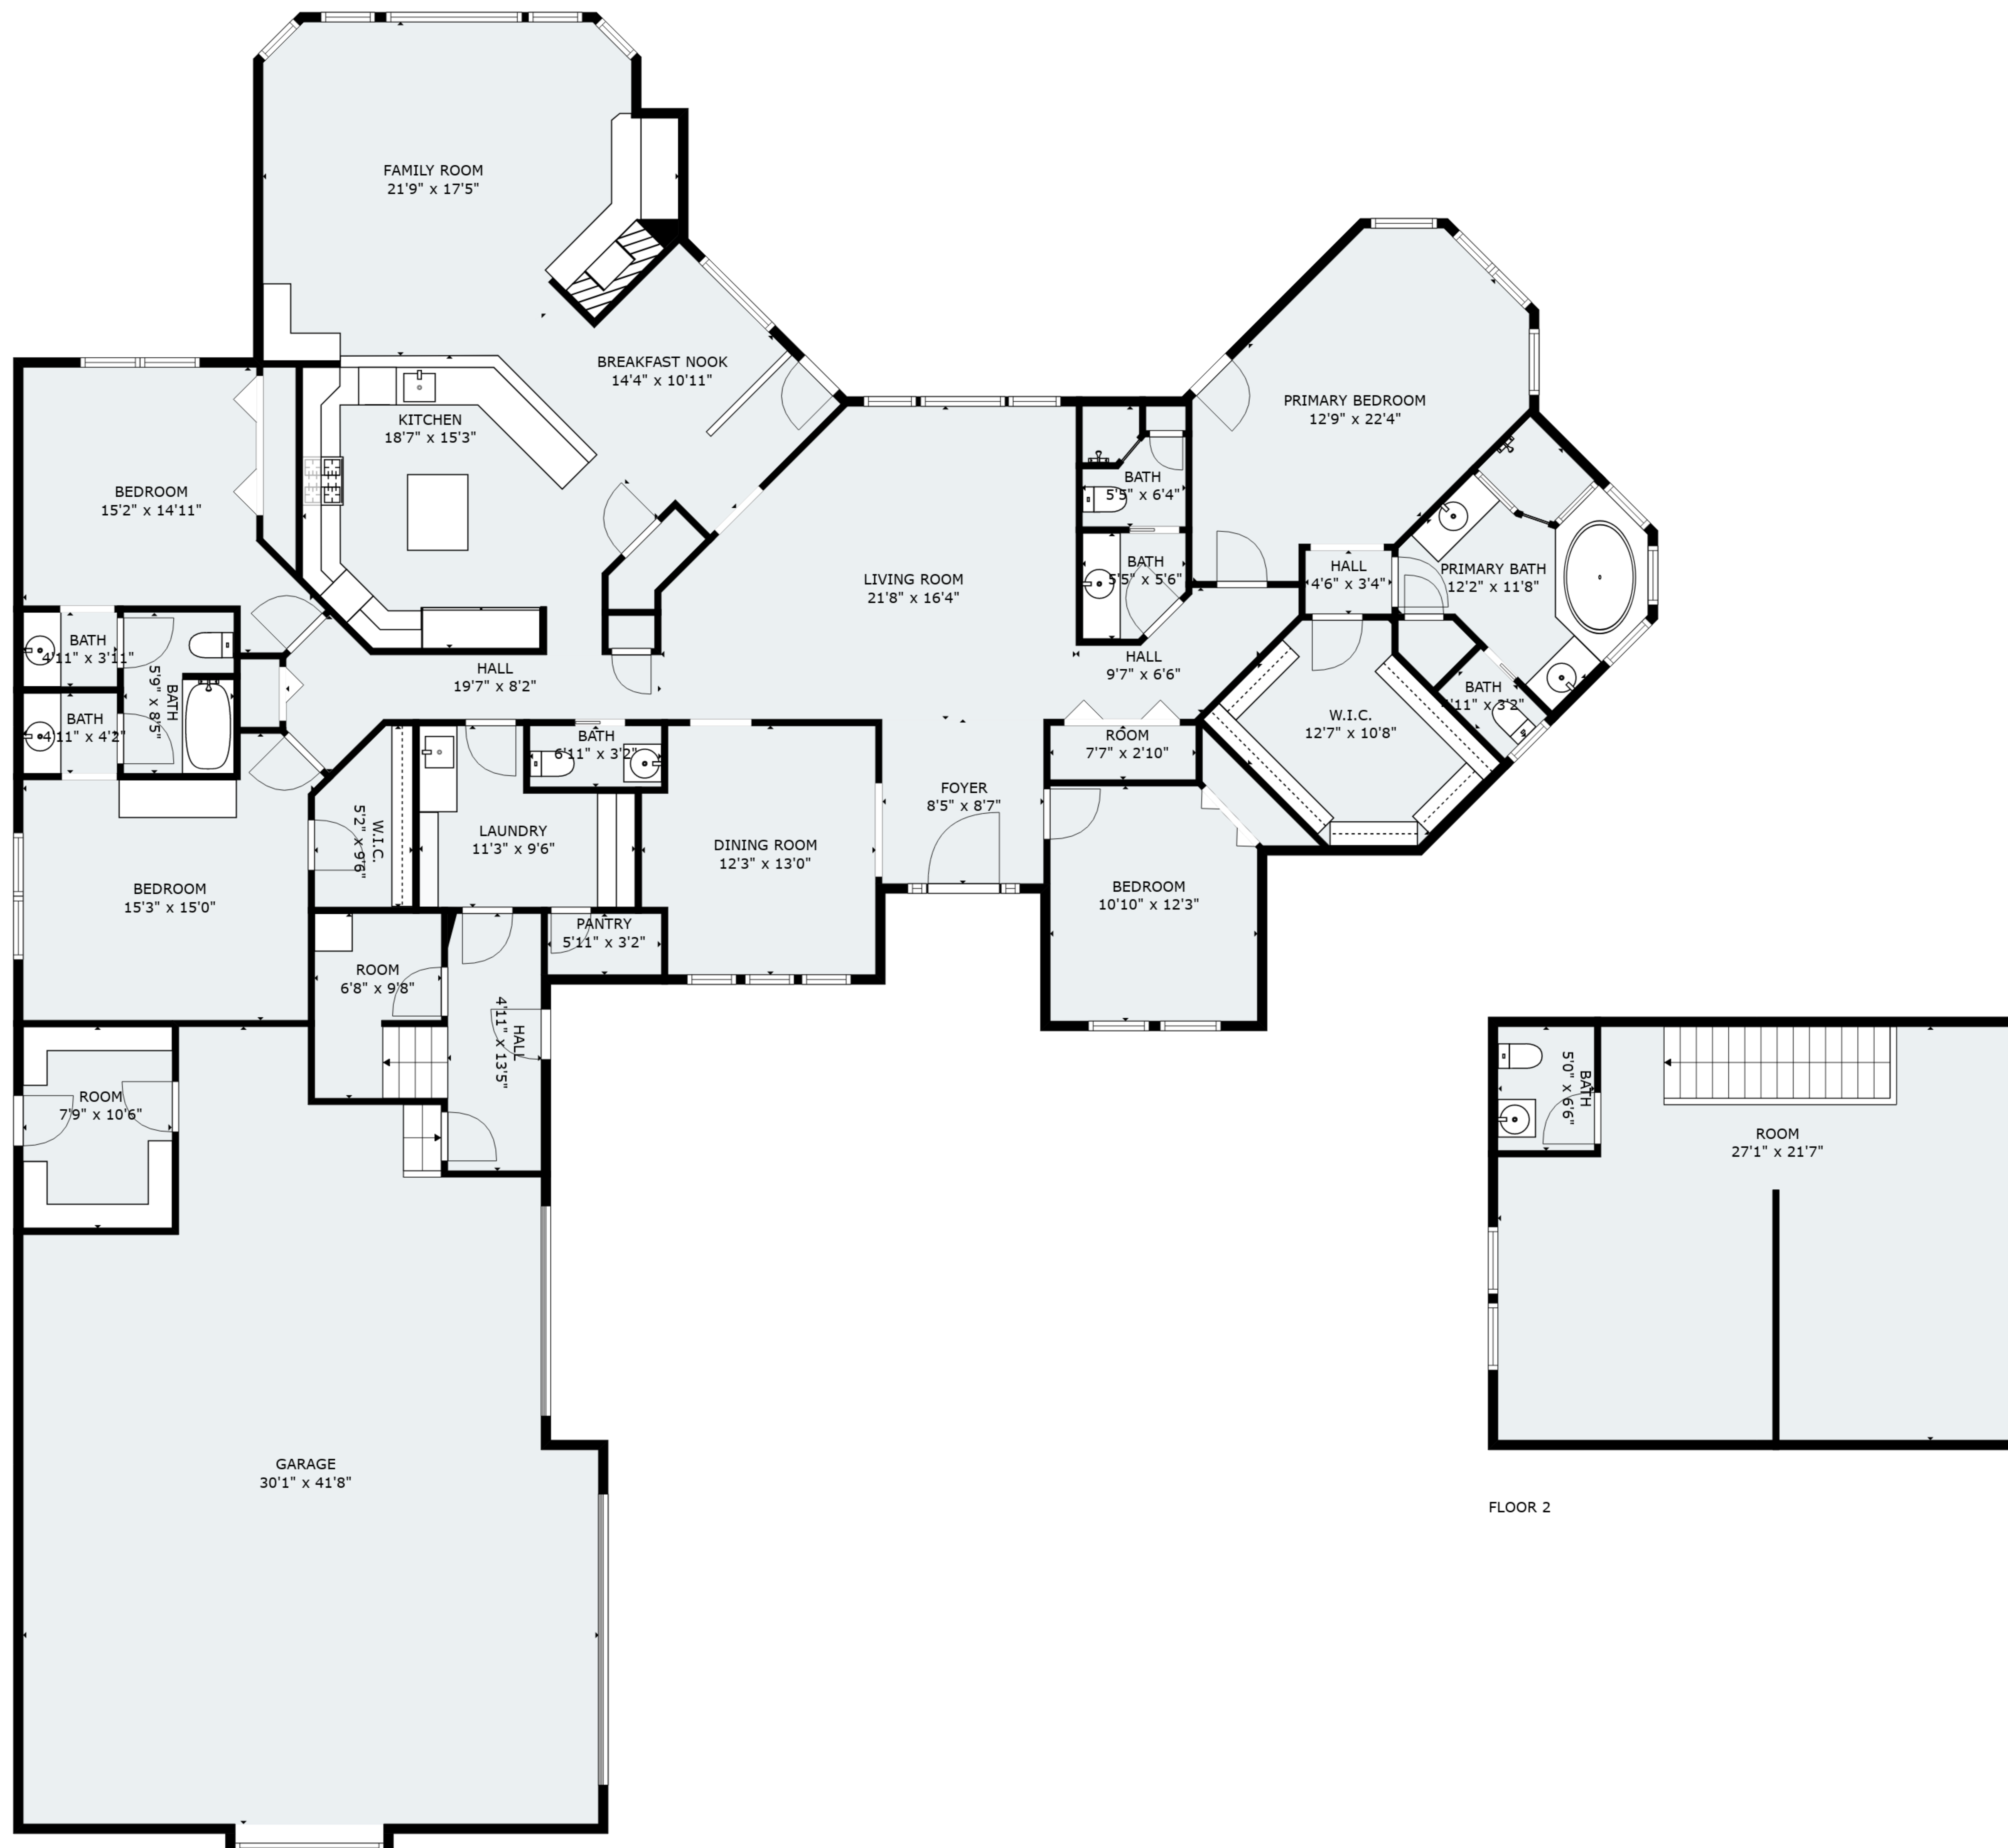 FAMILY ROOM
21'9" x 17'5"
BREAKFAST NOOK
14'4" x 10'11"
KITCHEN
18'7" x 15'3"
PRIMARY BEDROOM
12'9" x 22'4"
BEDROOM
15'2" x 14'11"
BATH
5'5" x 6'4"
LIVING ROOM
21'8" x 16'4"
BATH
5'5" x 5'6"
HALL
4'6" x 3'4"
PRIMARY BATH
12'2" x 11'8"
BATH
4'11" x 3'11"
BATH
5'9" x 8'5"
HALL
19'7" x 8'2"
HALL
9'7" x 6'6"
BATH
'11" x 3'2"
BATH
4'11" x 4'2"
W.I.C.
12'7" x 10'8"
BATH
6'11" x 3'2"
ROOM
7'7" x 2'10"
FOYER
8'5" x 8'7"
W.I.C.
5'2" x 9'6"
LAUNDRY
11'3" x 9'6"
DINING ROOM
12'3" x 13'0"
BEDROOM
15'3" x 15'0"
BEDROOM
10'10" x 12'3"
PANTRY
5'11" x 3'2"
ROOM
6'8" x 9'8"
HALL
4'11" x 13'5"
ROOM
7'9" x 10'6"
BATH
5'0" x 6'6"
ROOM
27'1" x 21'7"
GARAGE
30'1" x 41'8"
FLOOR 2